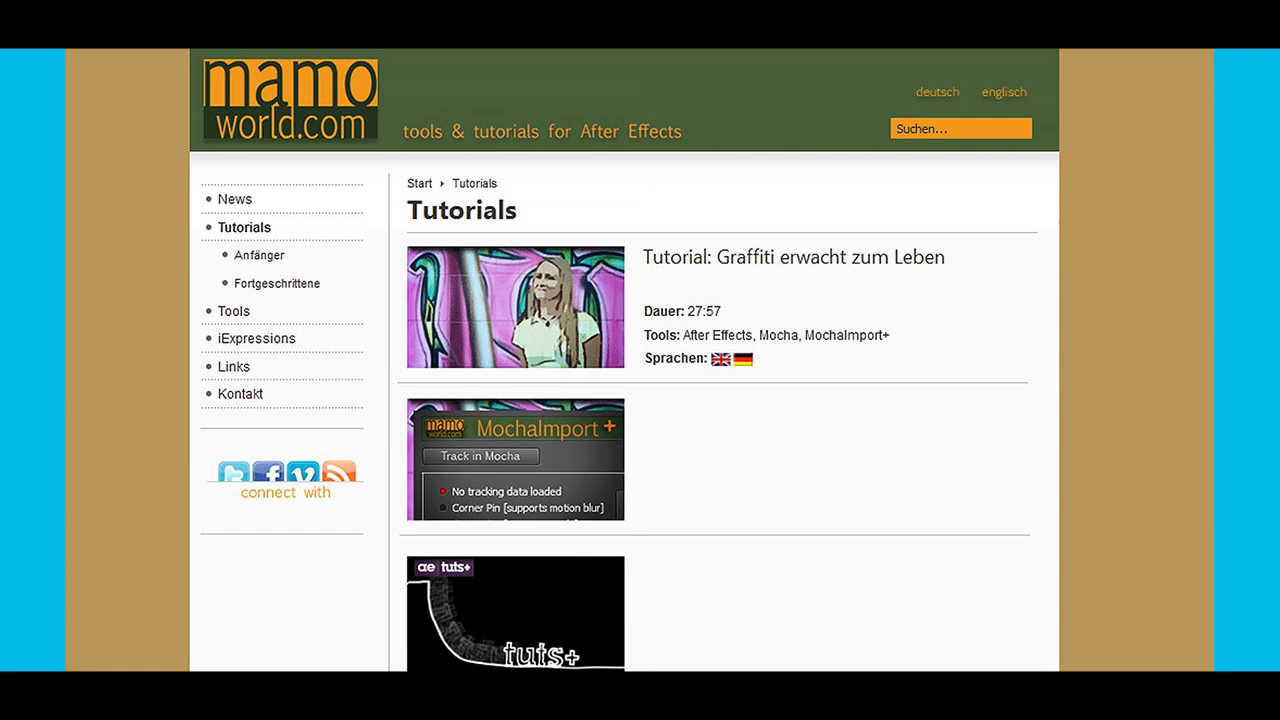 mamo
world.com
tools & tutorials for After Effects
deutsch englisch
Suchen...
News
Tutorials
Anfänger
Fortgeschrittene
Tools
iExpressions
Links
Kontakt
connect with
Start Tutorials
Tutorials
Tutorial: Graffiti erwacht zum Leben
Dauer: 27:57
Tools: After Effects, Mocha, MochaImport+
Sprachen:
mamo
world.com
MochaImport +
Track in Mocha
No tracking data loaded
Corner Pin [supports motion blur]
ae tuts+
tuts+